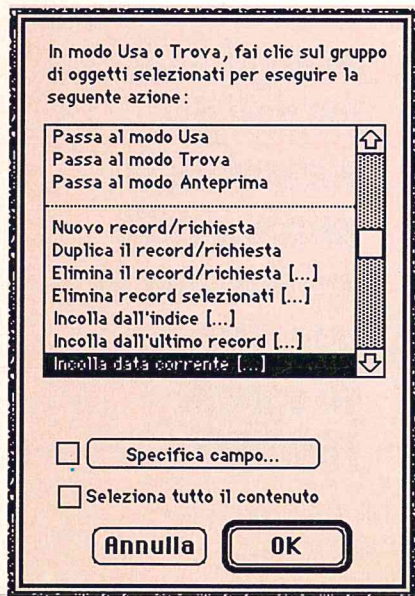 In modo Usa o Trova, fai clic sul gruppo
di oggetti selezionati per eseguire la
seguente azione:
Passa al modo Usa
Passa al modo Trova
Passa al modo Anteprima
Nuovo record/richiesta
Duplica il record/richiesta
Elimina il record/richiesta [...]
Elimina record selezionati [...]
Incolla dall'indice [...]
Incolla dall'ultimo record [...]
Incolla data corrente [...]
Specifica campo...
Seleziona tutto il contenuto
Annulla OK